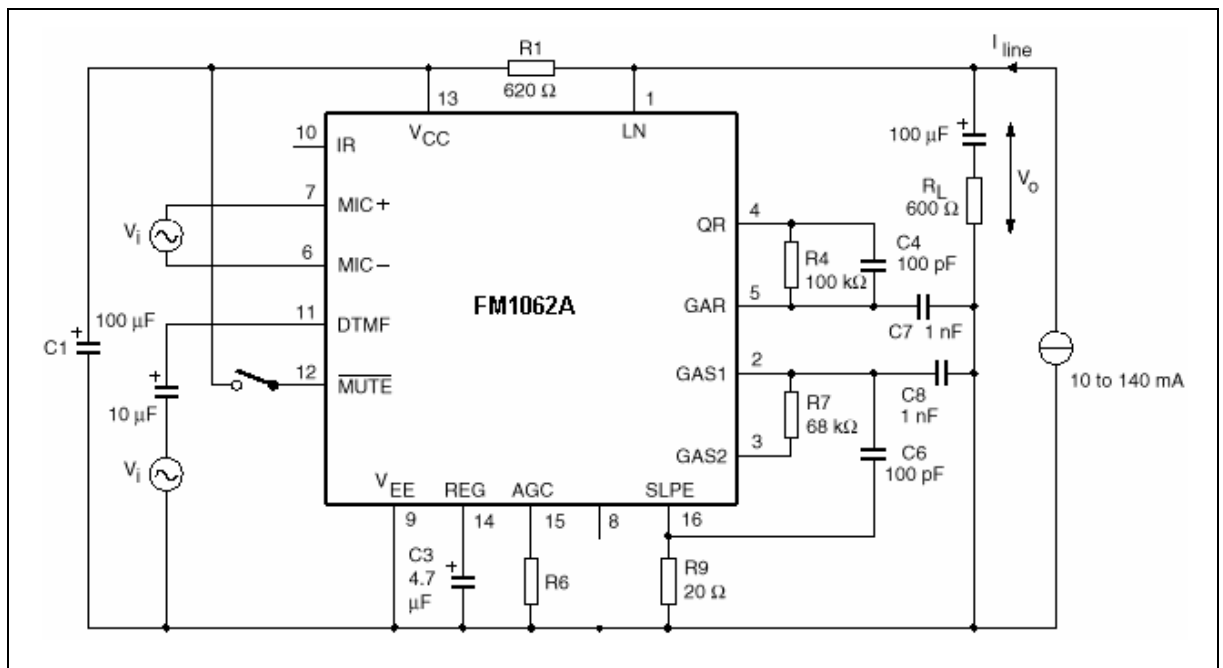 R1
I line
620 Ω
13
1
10
IR
VCC
LN
100 µF
+
7
MIC+
RL
600 Ω
Vo
Vi
QR
4
6
MIC−
R4
100 kΩ
C4
100 pF
FM1062A
GAR
5
11
DTMF
C7
1 nF
100 µF
+
C1
GAS1
2
12
MUTE
10 to 140 mA
+
10 µF
R7
68 kΩ
C8
1 nF
GAS2
3
C6
100 pF
Vi
VEE
REG
AGC
SLPE
9
14
15
8
16
C3
4.7
µF
+
R6
R9
20 Ω